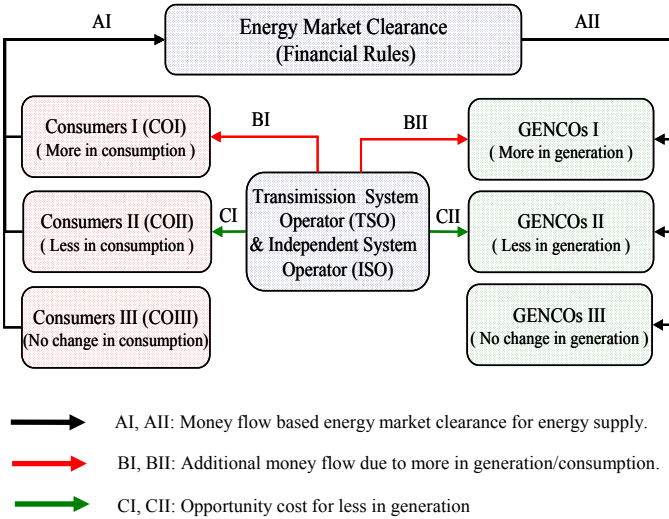 AI
Energy Market Clearance
(Financial Rules)
AII
Consumers I (COI)
( More in consumption )
BI
BII
GENCOs I
( More in generation )
Consumers II (COII)
( Less in consumption )
CI
Transimission System
Operator (TSO)
& Independent System
Operator (ISO)
CII
GENCOs II
( Less in generation )
Consumers III (COIII)
(No change in consumption)
GENCOs III
( No change in generation )
AI, AII: Money flow based energy market clearance for energy supply.
BI, BII: Additional money flow due to more in generation/consumption.
CI, CII: Opportunity cost for less in generation